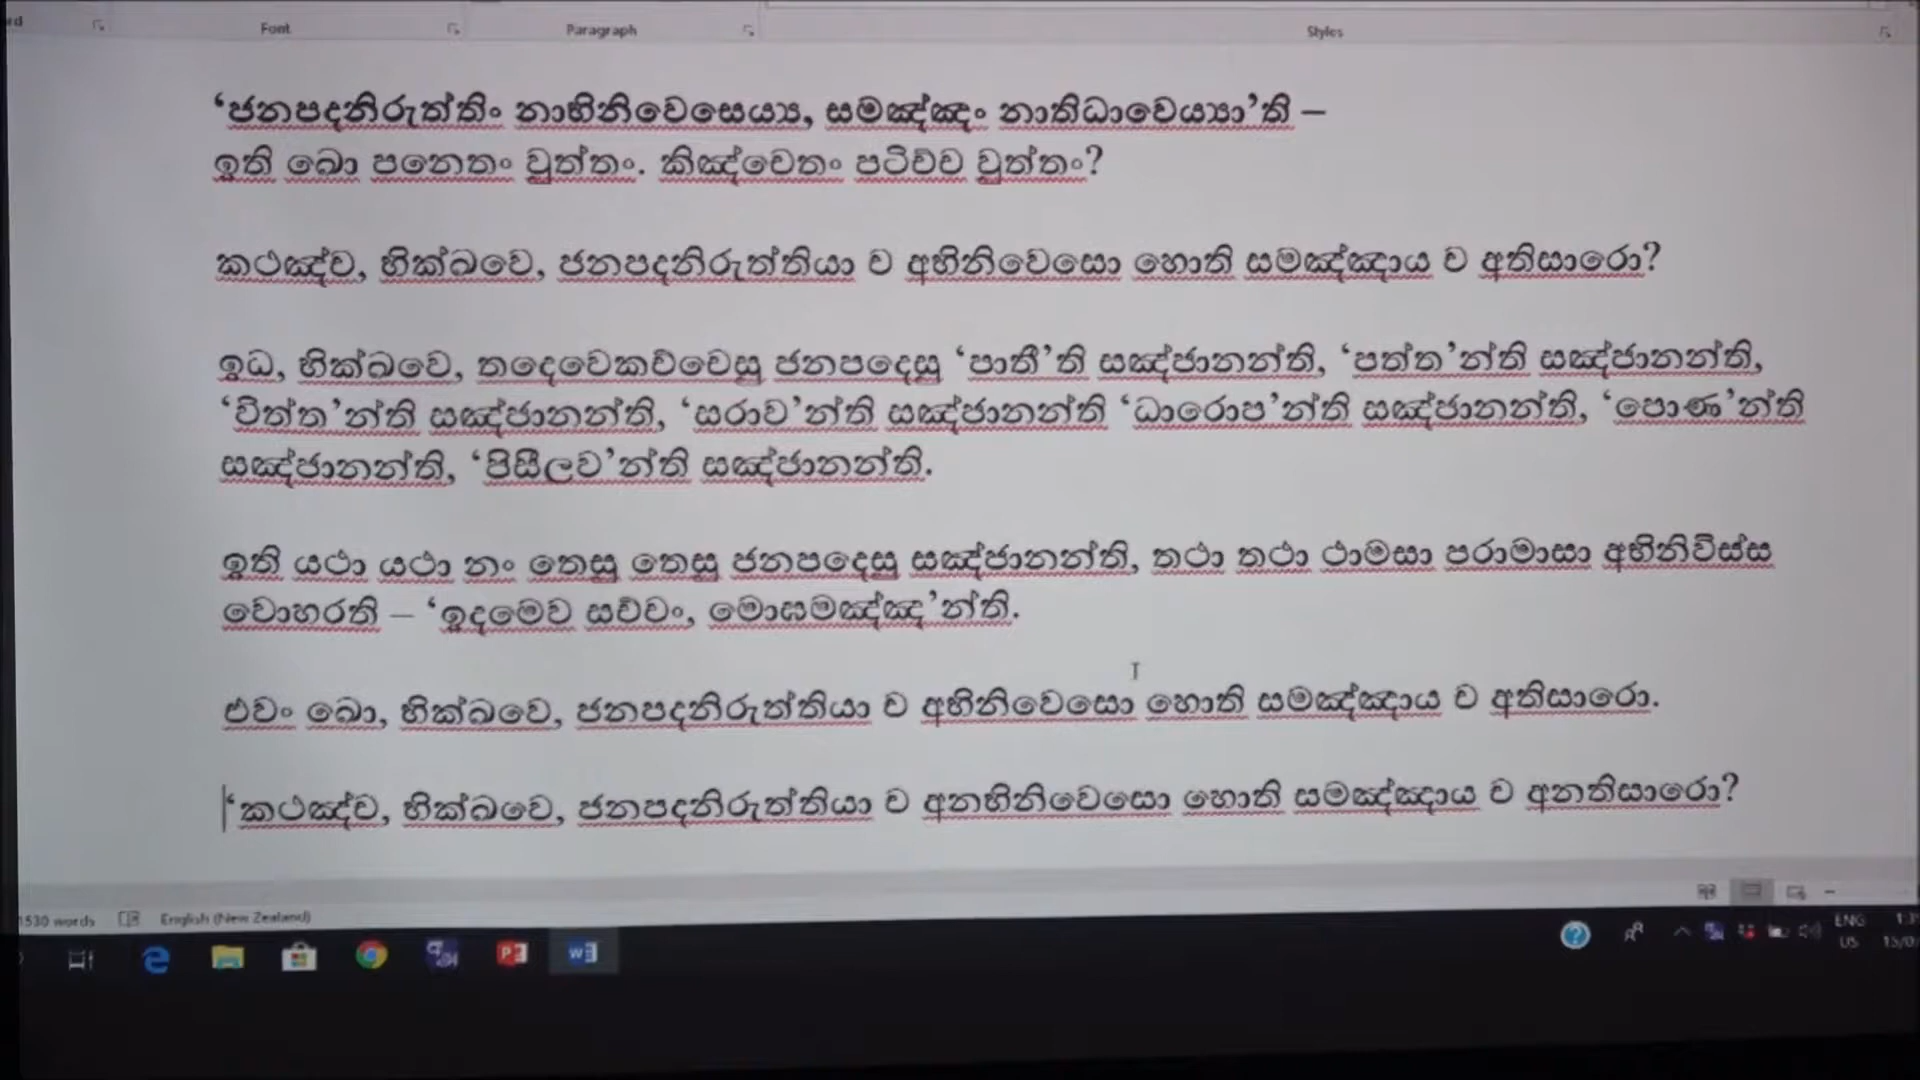 Font
Paragraph
Styles
‘ජනපදනිරුත්තිං නාභිනිවෙසෙය්‍ය, සමඤ්ඤං නාතිධාවෙය්‍යා’ති –
ඉති ඛො පනෙතං වුත්තං. කිඤ්චෙතං පටිච්ච වුත්තං?
කථඤ්ච, භික්ඛවෙ, ජනපදනිරුත්තියා ච අභිනිවෙසො හොති සමඤ්ඤාය ච අතිසාරො?
ඉධ, භික්ඛවෙ, තදෙවෙකච්චෙසු ජනපදෙසු ‘පාතී’ති සඤ්ජානන්ති, ‘පත්ත’න්ති සඤ්ජානන්ති,
‘විත්ත’න්ති සඤ්ජානන්ති, ‘සරාව’න්ති සඤ්ජානන්ති ‘ධාරොප’න්ති සඤ්ජානන්ති, ‘පොණ’න්ති
සඤ්ජානන්ති, ‘පිසීලව’න්ති සඤ්ජානන්ති.
ඉති යථා යථා නං තෙසු තෙසු ජනපදෙසු සඤ්ජානන්ති, තථා තථා ථාමසා පරාමාසා අභිනිවිස්ස
වොහරති – ‘ඉදමෙව සච්චං, මොඝමඤ්ඤ’න්ති.
එවං ඛො, භික්ඛවෙ, ජනපදනිරුත්තියා ච අභිනිවෙසො හොති සමඤ්ඤාය ච අතිසාරො.
‘කථඤ්ච, භික්ඛවෙ, ජනපදනිරුත්තියා ච අනභිනිවෙසො හොති සමඤ්ඤාය ච අනතිසාරො?
1530 words English (New Zealand)
ENG
US